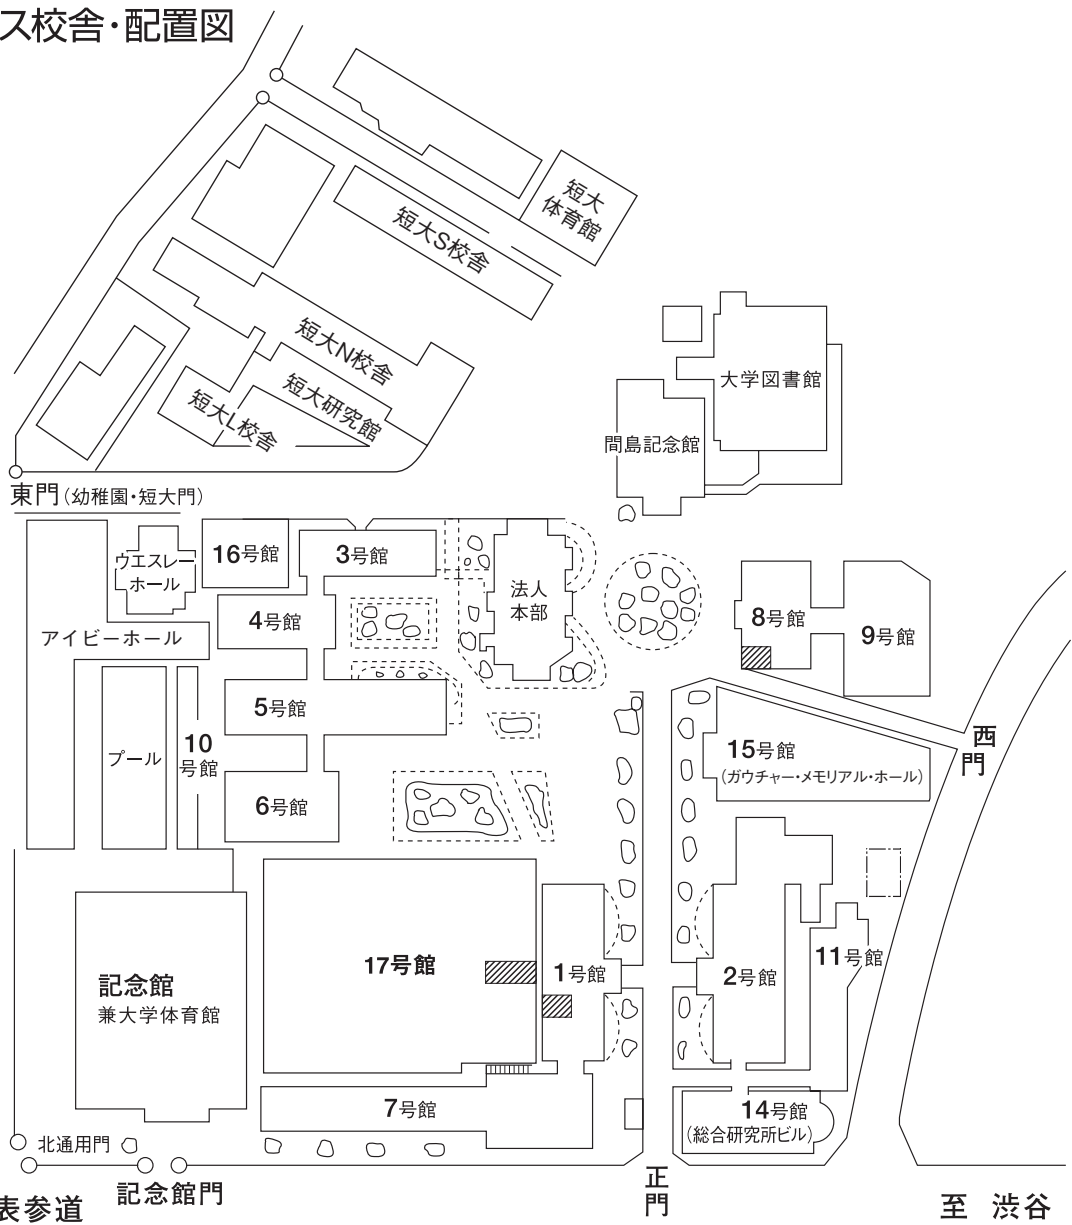 ス校舎・配置図
短大
体育館
短大S校舎
短大N校舎
短大研究館
短大L校舎
大学図書館
間島記念館
東門(幼稚園・短大門)
ウエスレー
ホール
16号館
3号館
法人
本部
4号館
8号館
9号館
アイビーホール
5号館
10
号館
プール
15号館
(ガウチャー・メモリアル・ホール)
西
門
6号館
17号館
1号館
2号館
11号館
記念館
兼大学体育館
7号館
14号館
(総合研究所ビル)
北通用門
記念館門
正
門
表参道
至 渋谷